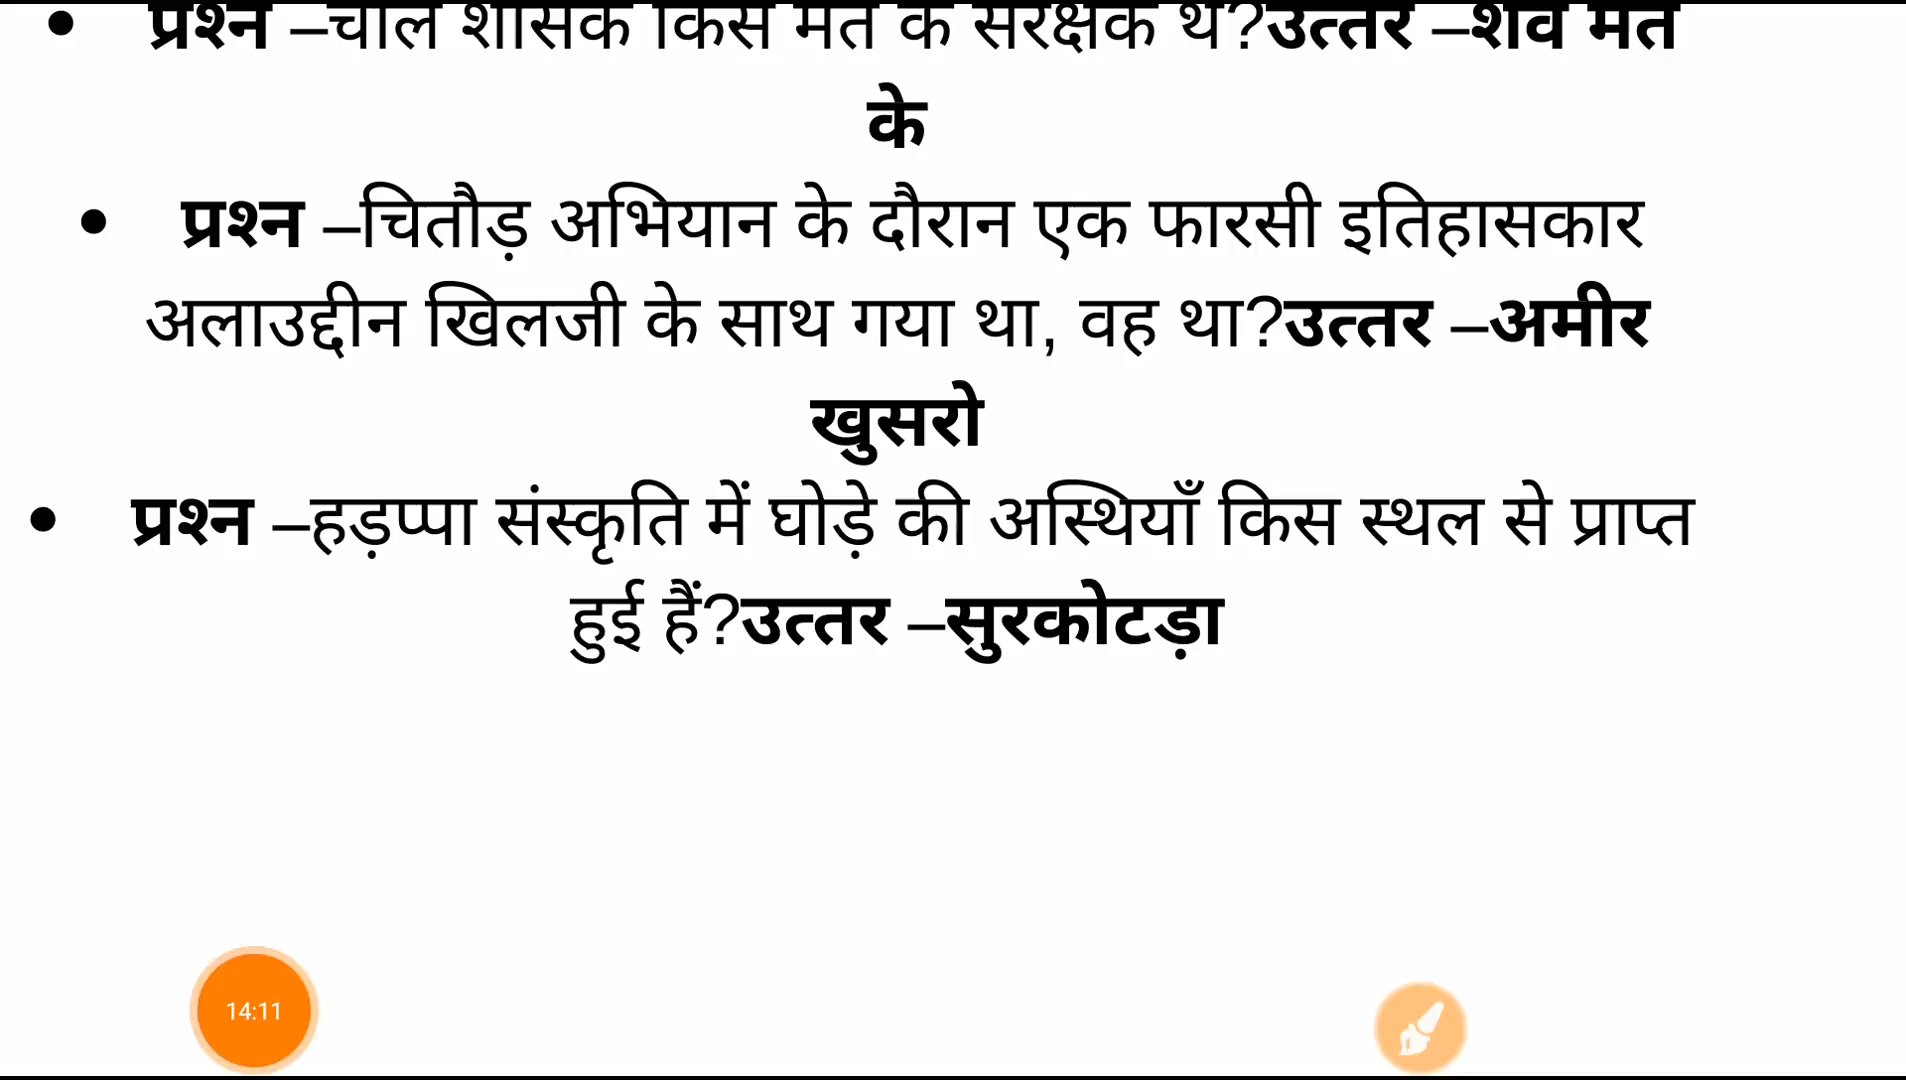 • प्रश्न –चोल शासक किस मत के संरक्षक थे?उत्तर –शैव मत
के
• प्रश्न –चितौड़ अभियान के दौरान एक फारसी इतिहासकार
अलाउद्दीन खिलजी के साथ गया था, वह था?उत्तर –अमीर
खुसरो
• प्रश्न –हड़प्पा संस्कृति में घोड़े की अस्थियाँ किस स्थल से प्राप्त
हुई हैं?उत्तर –सुरकोटड़ा
14:11